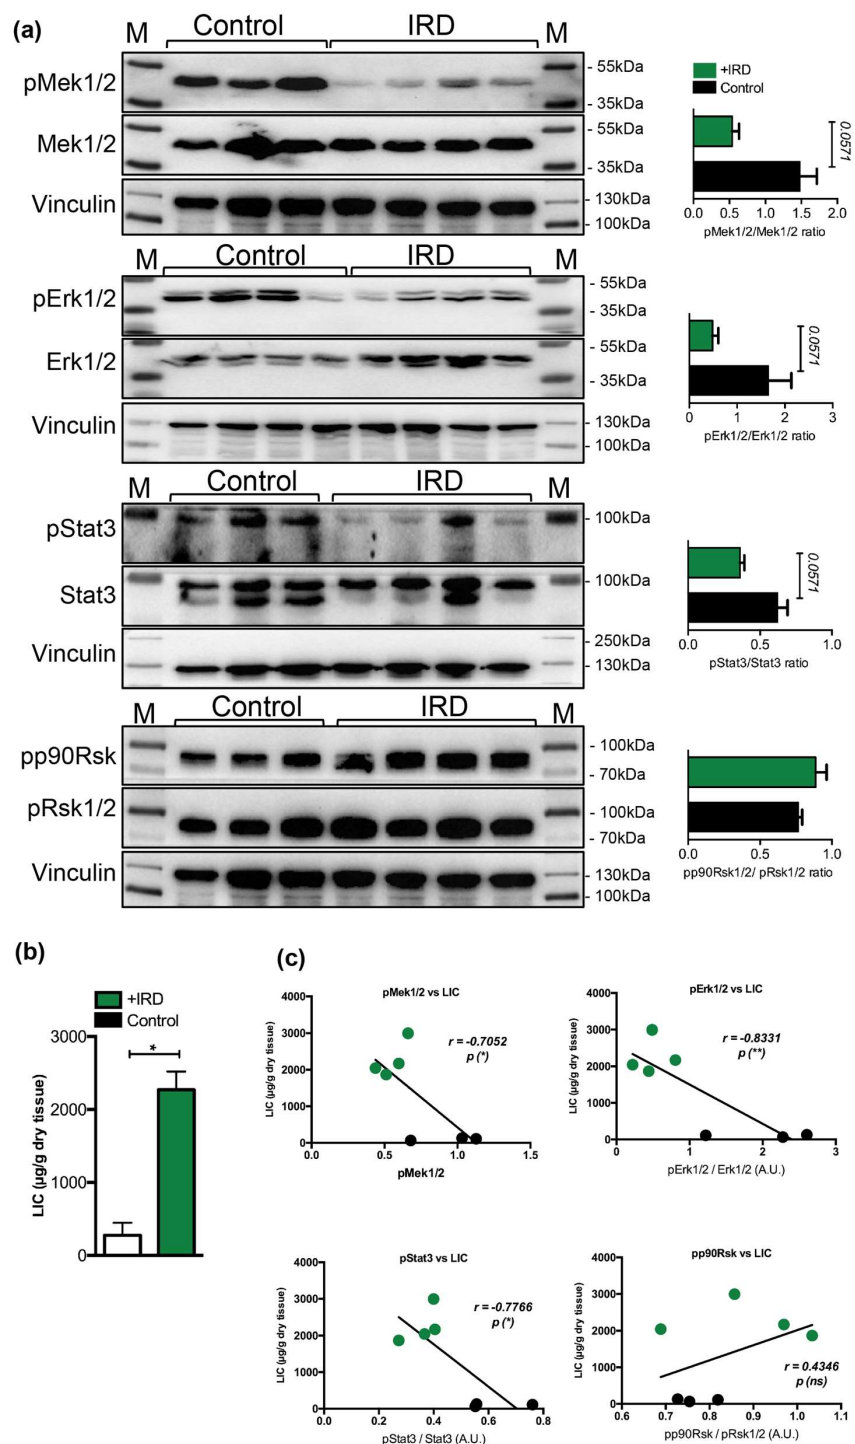 (a)
M Control IRD M
pMek1/2 - 55kDa
- 35kDa
Mek1/2 - 55kDa
- 35kDa
Vinculin - 130kDa
- 100kDa
+IRD
Control
0.0571
0.0 0.5 1.0 1.5 2.0
pMek1/2/Mek1/2 ratio
M Control IRD M
pErk1/2 - 55kDa
- 35kDa
Erk1/2 - 55kDa
- 35kDa
Vinculin - 130kDa
- 100kDa
0.0571
0 1 2 3
pErk1/2/Erk1/2 ratio
M Control IRD M
pStat3 - 100kDa
Stat3 - 100kDa
Vinculin - 250kDa
- 130kDa
0.0571
0.0 0.5 1.0
pStat3/Stat3 ratio
M Control IRD M
pp90Rsk - 100kDa
- 70kDa
pRsk1/2 - 100kDa
- 70kDa
Vinculin - 130kDa
- 100kDa
0.0 0.5 1.0
pp90Rsk1/2/ pRsk1/2 ratio
(b)
+IRD
Control
LIC (µg/g dry tissue)
3000
2000
1000
0
*
(c)
pMek1/2 vs LIC
LIC (µg/g dry tissue)
4000
3000
2000
1000
0
r = -0.7052
p (*)
0.0 0.5 1.0 1.5
pMek1/2
pErk1/2 vs LIC
LIC (µg/g dry tissue)
4000
3000
2000
1000
0
r = -0.8331
p (**)
0 1 2 3
pErk1/2 / Erk1/2 (A.U.)
pStat3 vs LIC
LIC (µg/g dry tissue)
4000
3000
2000
1000
0
r = -0.7766
p (*)
0.0 0.2 0.4 0.6 0.8
pStat3 / Stat3 (A.U.)
pp90Rsk vs LIC
LIC (µg/g dry tissue)
4000
3000
2000
1000
0
r = 0.4346
p (ns)
0.6 0.7 0.8 0.9 1.0 1.1
pp90Rsk / pRsk1/2 (A.U.)